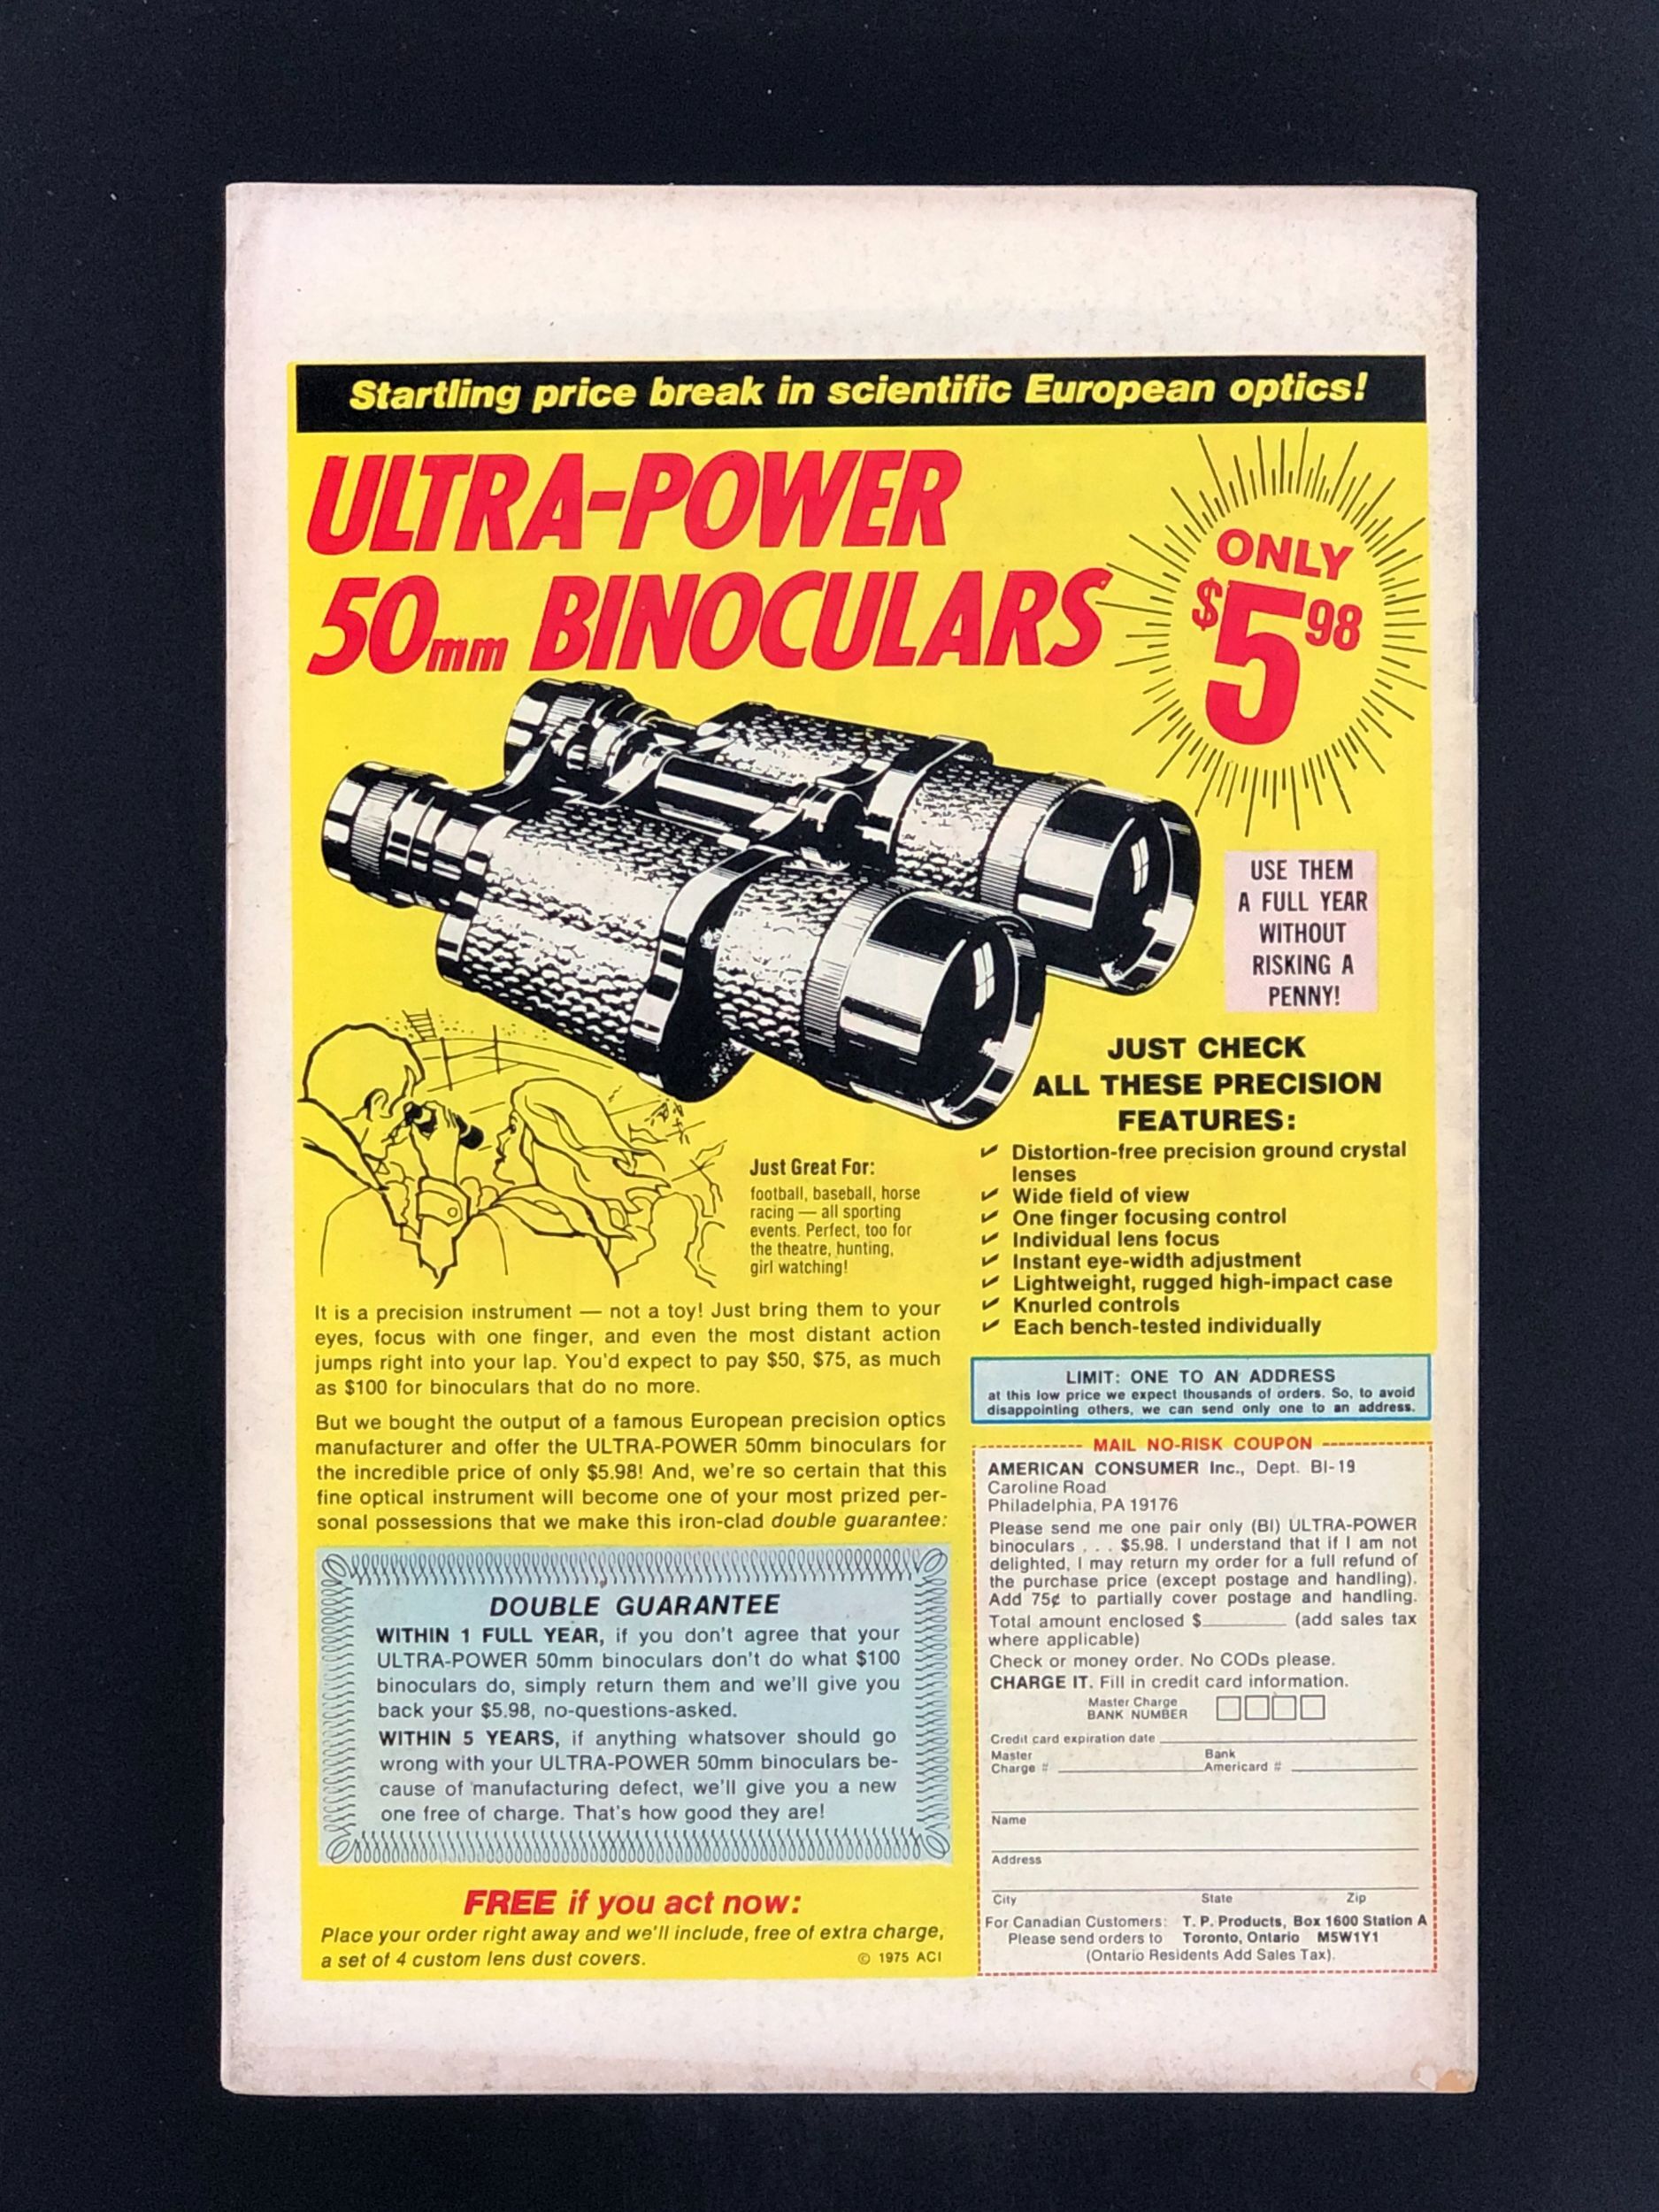 Startling price break in scientific European optics!
ULTRA-POWER
50mm BINOCULARS
ONLY
$5 98
USE THEM
A FULL YEAR
WITHOUT
RISKING A
PENNY!
JUST CHECK
ALL THESE PRECISION
FEATURES:
✔ Distortion-free precision ground crystal
lenses
✔ Wide field of view
✔ One finger focusing control
✔ Individual lens focus
✔ Instant eye-width adjustment
✔ Lightweight, rugged high-impact case
✔ Knurled controls
✔ Each bench-tested individually
Just Great For:
football, baseball, horse
racing — all sporting
events. Perfect, too for
the theatre, hunting,
girl watching!
It is a precision instrument — not a toy! Just bring them to your
eyes, focus with one finger, and even the most distant action
jumps right into your lap. You'd expect to pay $50, $75, as much
as $100 for binoculars that do no more.
But we bought the output of a famous European precision optics
manufacturer and offer the ULTRA-POWER 50mm binoculars for
the incredible price of only $5.98! And, we're so certain that this
fine optical instrument will become one of your most prized per-
sonal possessions that we make this iron-clad double guarantee:
DOUBLE GUARANTEE
WITHIN 1 FULL YEAR, if you don't agree that your
ULTRA-POWER 50mm binoculars don't do what $100
binoculars do, simply return them and we'll give you
back your $5.98, no-questions-asked.
WITHIN 5 YEARS, if anything whatsover should go
wrong with your ULTRA-POWER 50mm binoculars be-
cause of manufacturing defect, we'll give you a new
one free of charge. That's how good they are!
FREE if you act now:
Place your order right away and we'll include, free of extra charge,
a set of 4 custom lens dust covers.
© 1975 ACI
LIMIT: ONE TO AN ADDRESS
at this low price we expect thousands of orders. So, to avoid
disappointing others, we can send only one to an address.
MAIL NO-RISK COUPON
AMERICAN CONSUMER Inc., Dept. BI-19
Caroline Road
Philadelphia, PA 19176
Please send me one pair only (BI) ULTRA-POWER
binoculars . . . $5.98. I understand that if I am not
delighted, I may return my order for a full refund of
the purchase price (except postage and handling).
Add 75¢ to partially cover postage and handling.
Total amount enclosed $________ (add sales tax
where applicable)
Check or money order. No CODs please.
CHARGE IT. Fill in credit card information.
Master Charge
BANK NUMBER
Credit card expiration date
Master Bank
Charge # Americard #
Name
Address
City State Zip
For Canadian Customers: T. P. Products, Box 1600 Station A
Please send orders to Toronto, Ontario M5W1Y1
(Ontario Residents Add Sales Tax).